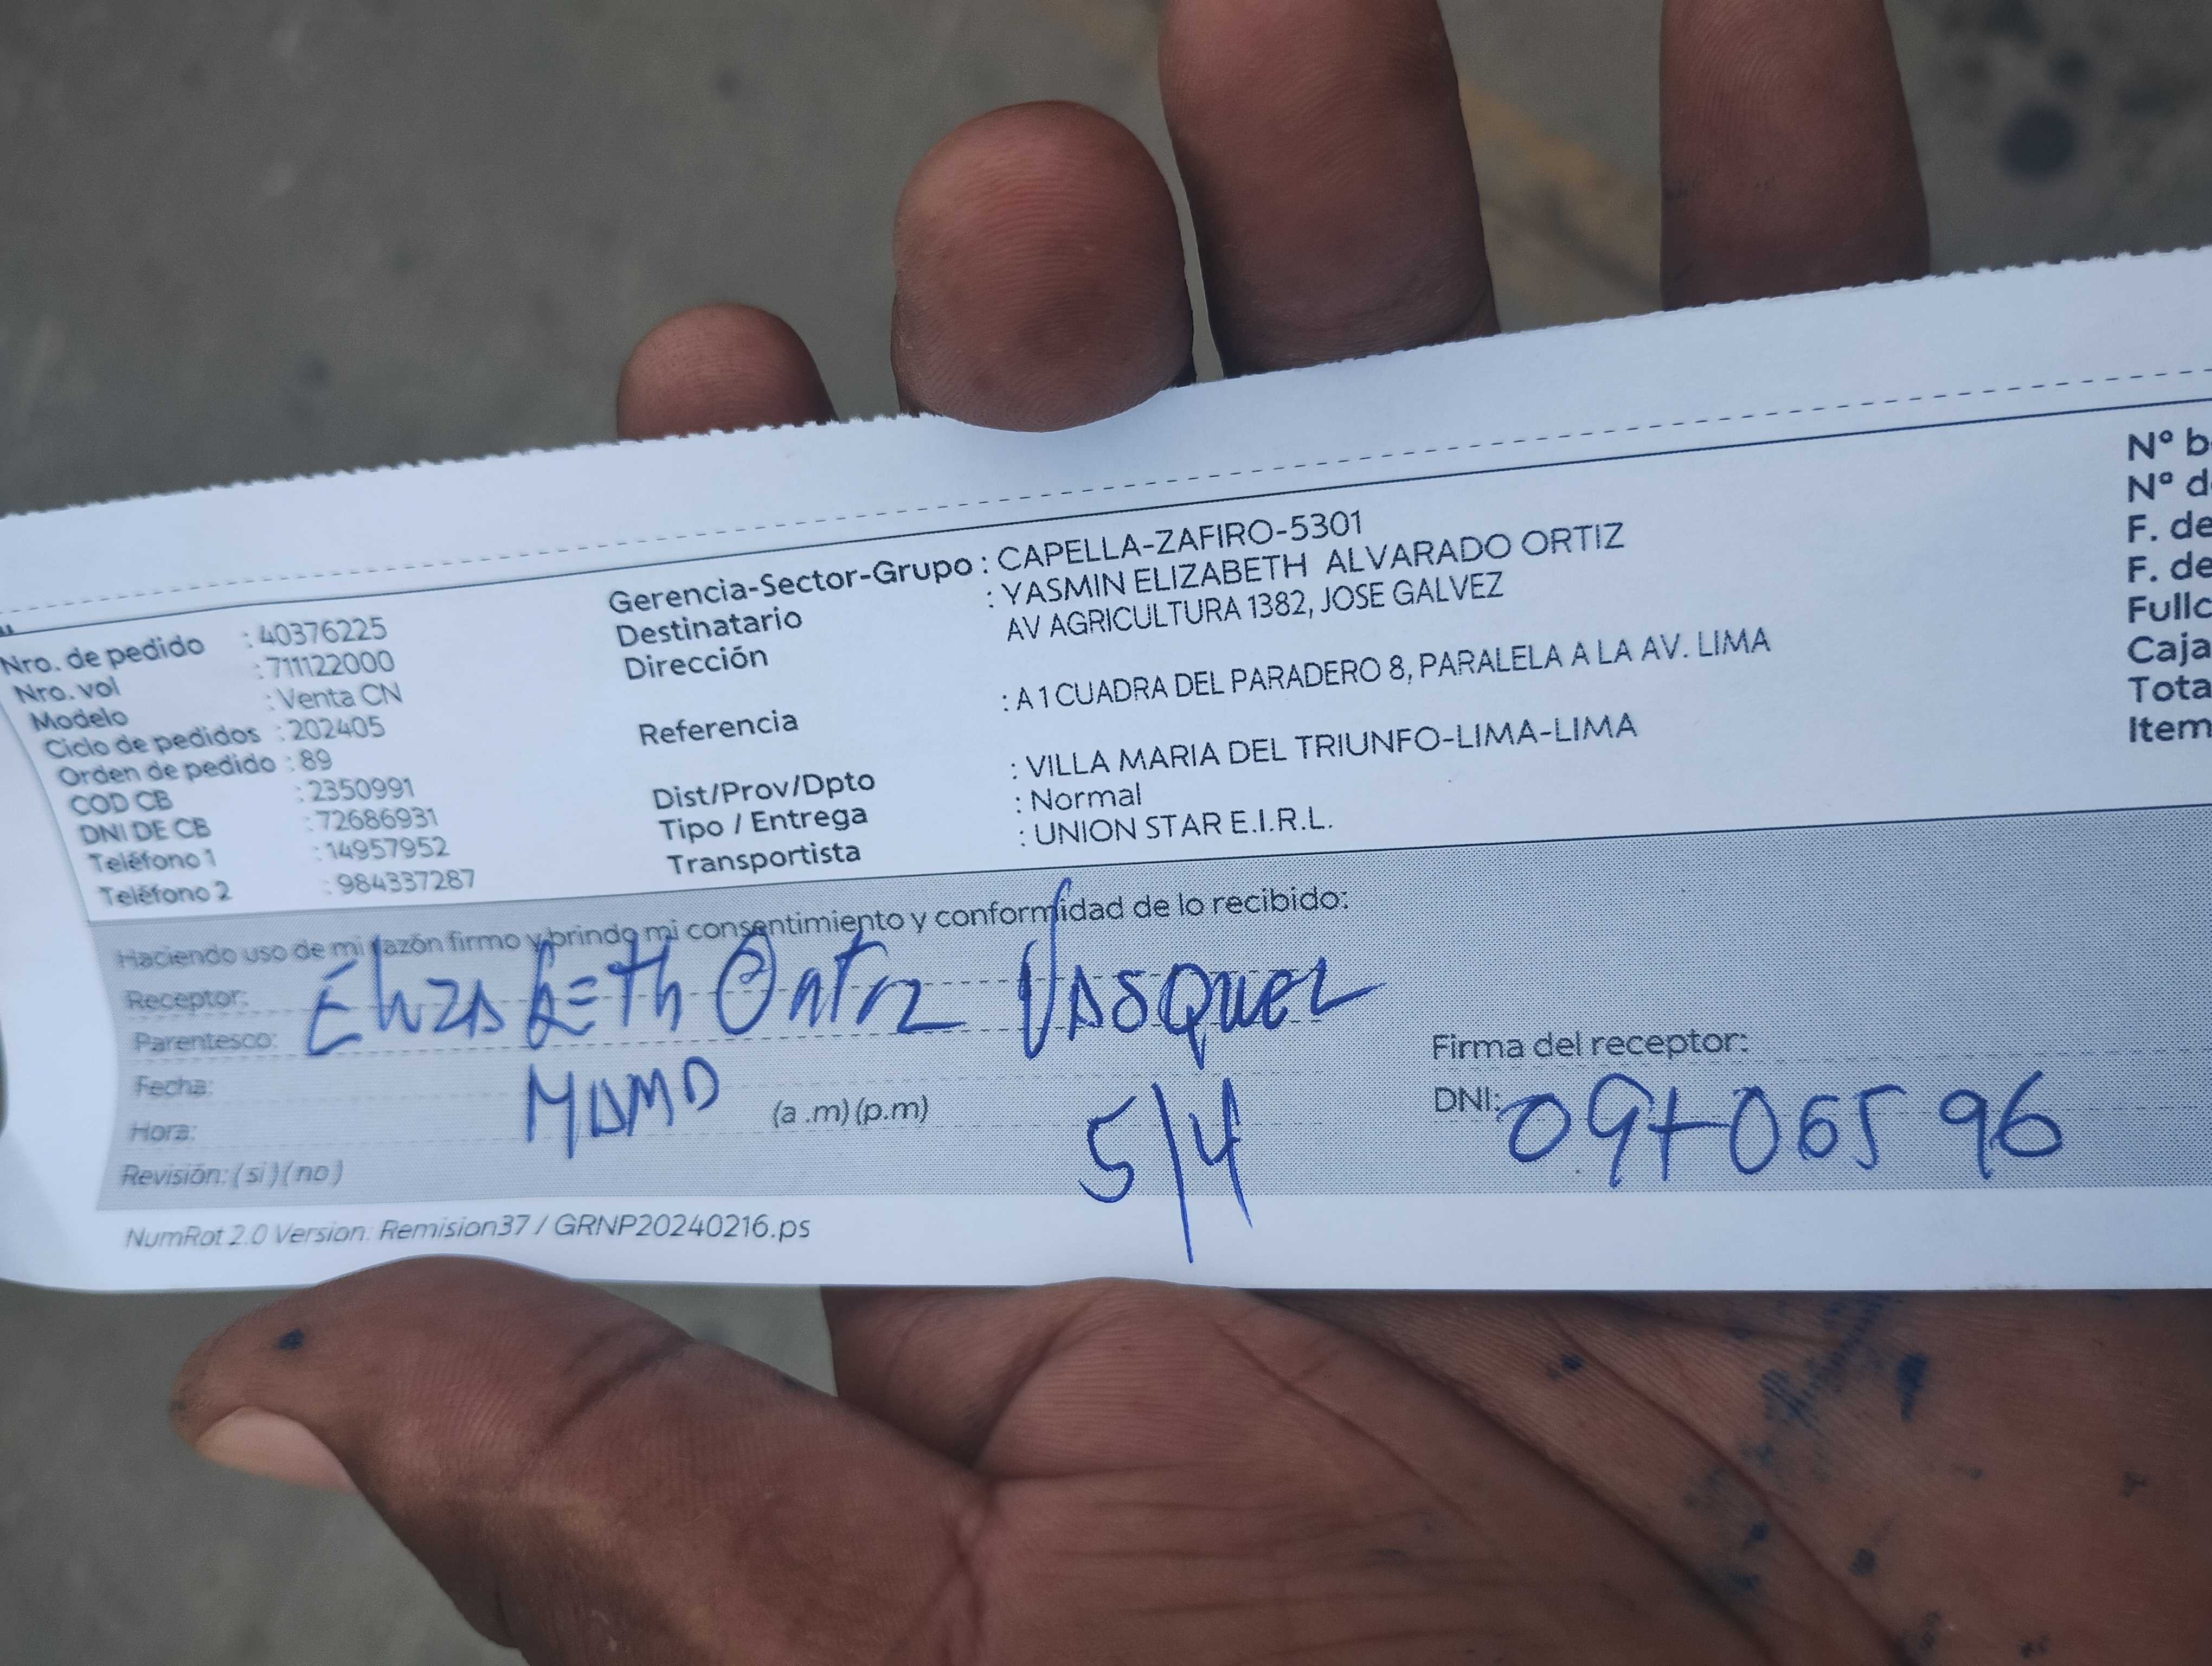 Nro. de pedido : 40376225
Nro. vol : 711122000
Modelo : Venta CN
Ciclo de pedidos : 202405
Orden de pedido : 89
COD CB : 2350991
DNI DE CB : 72686931
Teléfono 1 : 14957952
Teléfono 2 : 984337287
Gerencia-Sector-Grupo : CAPELLA-ZAFIRO-5301
Destinatario : YASMIN ELIZABETH ALVARADO ORTIZ
Dirección AV AGRICULTURA 1382, JOSE GALVEZ
Referencia : A 1 CUADRA DEL PARADERO 8, PARALELA A LA AV. LIMA
Dist/Prov/Dpto : VILLA MARIA DEL TRIUNFO-LIMA-LIMA
Tipo / Entrega : Normal
Transportista : UNION STAR E.I.R.L.
Nº b
Nº d
F. de
F. de
Fullc
Caja
Tota
Item
Haciendo uso de mi razón firmo y brindo mi consentimiento y conformidad de lo recibido:
Receptor: Elizabeth Ortiz Vasquez
Parentesco:
Fecha: MAMA 5/4
Hora: (a .m) (p.m)
Revisión: ( si ) ( no )
Firma del receptor:
DNI:
NumRot 2.0 Version: Remision37 / GRNP20240216.ps